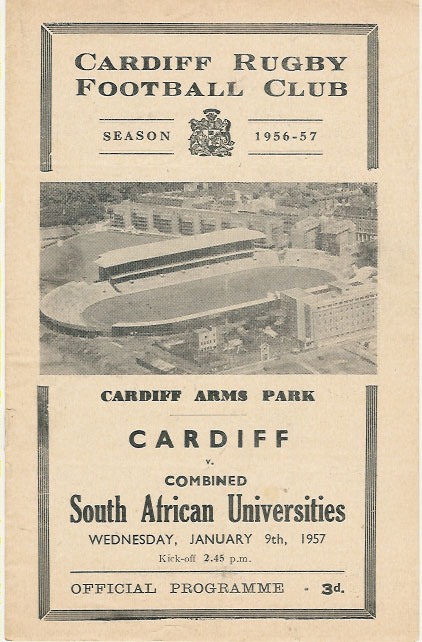 CARDIFF RUGBY
FOOTBALL CLUB
SEASON 1956-57
CARDIFF ARMS PARK
CARDIFF
v.
COMBINED
South African Universities
WEDNESDAY, JANUARY 9th, 1957
Kick-off 2.45 p.m.
OFFICIAL PROGRAMME - 3d.